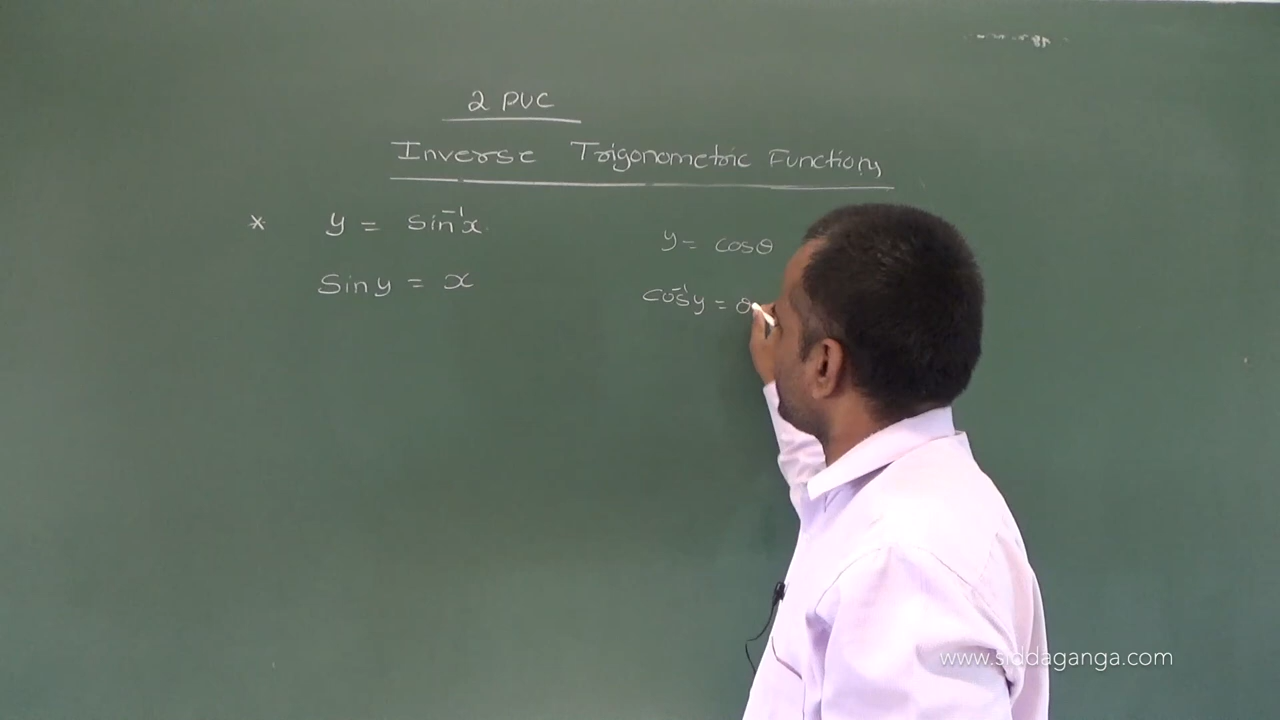 2 PUC
Inverse Trigonometric Functions
* y = sin⁻¹x
Sin y = x
y = cosθ
cos⁻¹y = θ
www.siddaganga.com